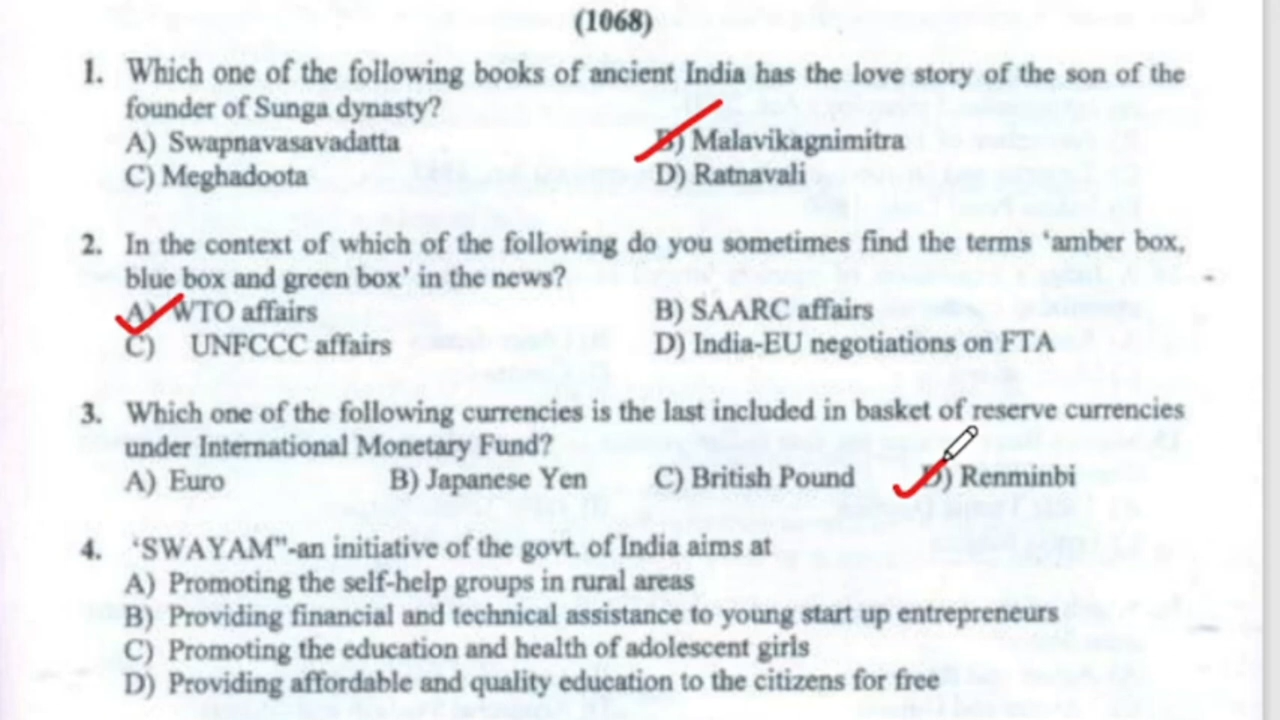 (1068)
1. Which one of the following books of ancient India has the love story of the son of the
founder of Sunga dynasty?
A) Swapnavasavadatta B) Malavikagnimitra
C) Meghadoota D) Ratnavali
2. In the context of which of the following do you sometimes find the terms ‘amber box,
blue box and green box’ in the news?
A) WTO affairs B) SAARC affairs
C) UNFCCC affairs D) India-EU negotiations on FTA
3. Which one of the following currencies is the last included in basket of reserve currencies
under International Monetary Fund?
A) Euro B) Japanese Yen C) British Pound D) Renminbi
4. ‘SWAYAM”-an initiative of the govt. of India aims at
A) Promoting the self-help groups in rural areas
B) Providing financial and technical assistance to young start up entrepreneurs
C) Promoting the education and health of adolescent girls
D) Providing affordable and quality education to the citizens for free